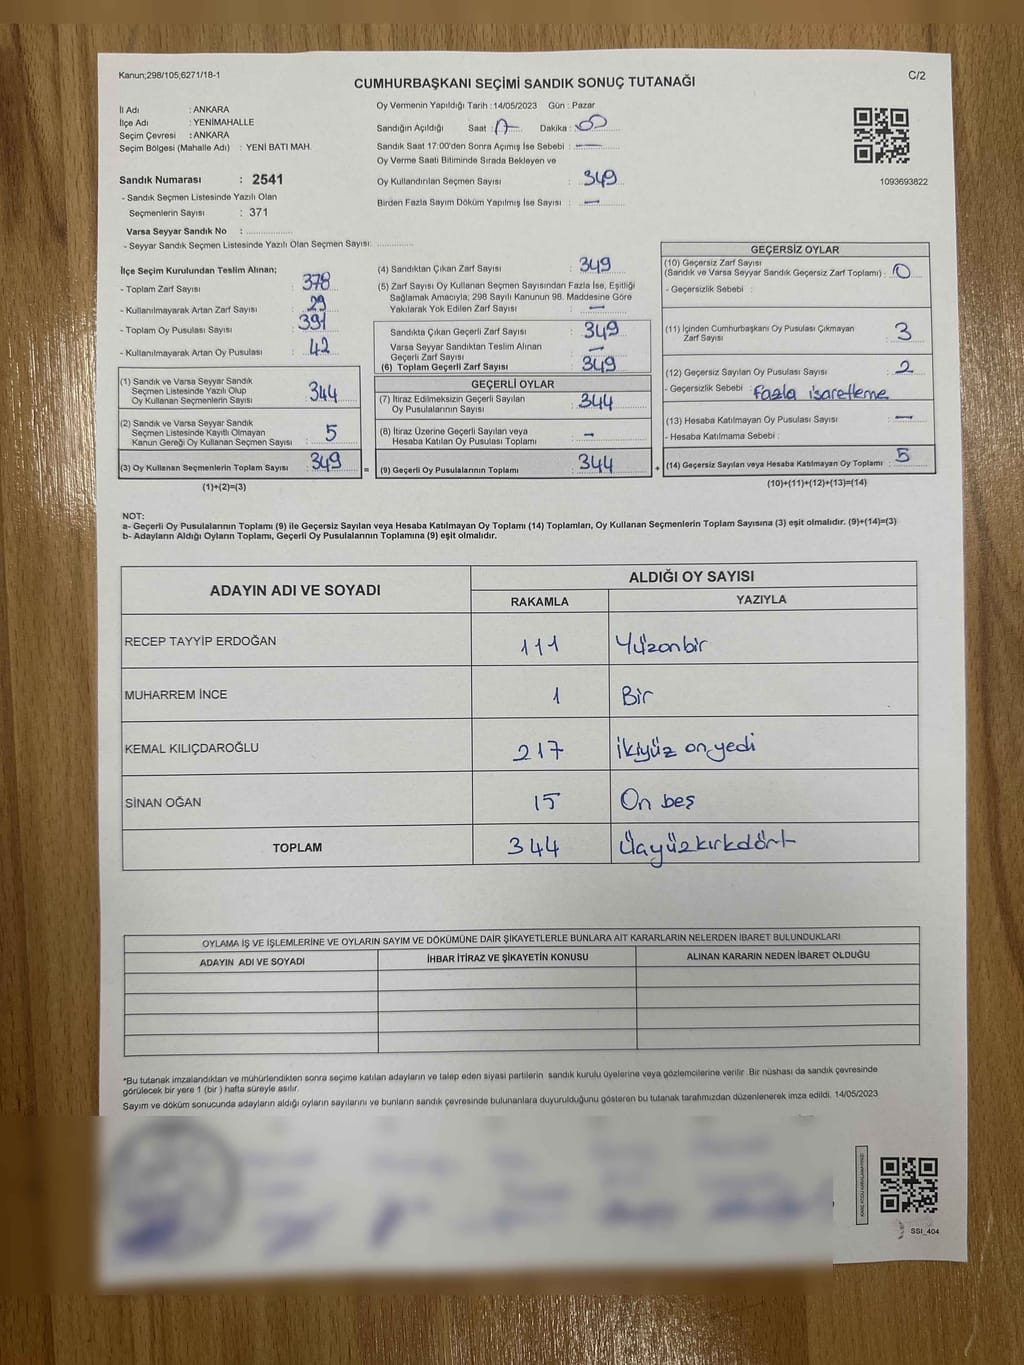 Kanun;298/105;6271/18-1
CUMHURBAŞKANI SEÇİMİ SANDIK SONUÇ TUTANAĞI
C/2
İl Adı : ANKARA
İlçe Adı : YENİMAHALLE
Seçim Çevresi : ANKARA
Seçim Bölgesi (Mahalle Adı) : YENİ BATI MAH.
Sandık Numarası : 2541
- Sandık Seçmen Listesinde Yazılı Olan
Seçmenlerin Sayısı : 371
Varsa Seyyar Sandık No :
- Seyyar Sandık Seçmen Listesinde Yazılı Olan Seçmen Sayısı:
Oy Vermenin Yapıldığı Tarih : 14/05/2023 Gün : Pazar
Sandığın Açıldığı Saat : Dakika :
Sandık Saat 17:00'den Sonra Açımış İse Sebebi : —
Oy Verme Saati Bitiminde Sırada Bekleyen ve
Oy Kullandırılan Seçmen Sayısı : 349
Birden Fazla Sayım Döküm Yapılmış İse Sayısı : —
1093693822
İlçe Seçim Kurulundan Teslim Alınan;
- Toplam Zarf Sayısı : 378
- Kullanılmayarak Artan Zarf Sayısı : 29
- Toplam Oy Pusulası Sayısı : 391
- Kullanılmayarak Artan Oy Pusulası : 42
(1) Sandık ve Varsa Seyyar Sandık
Seçmen Listesinde Yazılı Olup
Oy Kullanan Seçmenlerin Sayısı : 344
(2) Sandık ve Varsa Seyyar Sandık
Seçmen Listesinde Kayıtlı Olmayan
Kanun Gereği Oy Kullanan Seçmen Sayısı : 5
(3) Oy Kullanan Seçmenlerin Toplam Sayısı : 349
(1)+(2)=(3)
=
(4) Sandıktan Çıkan Zarf Sayısı : 349
(5) Zarf Sayısı Oy Kullanan Seçmen Sayısından Fazla İse, Eşitliği
Sağlamak Amacıyla; 298 Sayılı Kanunun 98. Maddesine Göre
Yakılarak Yok Edilen Zarf Sayısı : —
Sandıkta Çıkan Geçerli Zarf Sayısı : 349
Varsa Seyyar Sandıktan Teslim Alınan
Geçerli Zarf Sayısı : —
(6) Toplam Geçerli Zarf Sayısı : 349
GEÇERLİ OYLAR
(7) İtiraz Edilmeksizin Geçerli Sayılan
Oy Pusulalarının Sayısı : 344
(8) İtiraz Üzerine Geçerli Sayılan veya
Hesaba Katılan Oy Pusulası Toplamı : -
(9) Geçerli Oy Pusulalarının Toplamı : 344
+
GEÇERSİZ OYLAR
(10) Geçersiz Zarf Sayısı
(Sandık ve Varsa Seyyar Sandık Geçersiz Zarf Toplamı) : 0
- Geçersizlik Sebebi :
(11) İçinden Cumhurbaşkanı Oy Pusulası Çıkmayan
Zarf Sayısı : 3
(12) Geçersiz Sayılan Oy Pusulası Sayısı : 2
- Geçersizlik Sebebi : Fazla işaretleme
(13) Hesaba Katılmayan Oy Pusulası Sayısı : —
- Hesaba Katılmama Sebebi :
(14) Geçersiz Sayılan veya Hesaba Katılmayan Oy Toplamı : 5
(10)+(11)+(12)+(13)=(14)
NOT:
a- Geçerli Oy Pusulalarının Toplamı (9) ile Geçersiz Sayılan veya Hesaba Katılmayan Oy Toplamı (14) Toplamları, Oy Kullanan Seçmenlerin Toplam Sayısına (3) eşit olmalıdır. (9)+(14)=(3)
b- Adayların Aldığı Oyların Toplamı, Geçerli Oy Pusulalarının Toplamına (9) eşit olmalıdır.
ADAYIN ADI VE SOYADI
ALDIĞI OY SAYISI
RAKAMLA YAZIYLA
RECEP TAYYİP ERDOĞAN 111 Yüzonbir
MUHARREM İNCE 1 Bir
KEMAL KILIÇDAROĞLU 217 İkiyüz onyedi
SİNAN OĞAN 15 On beş
TOPLAM 344 Üçyüzkırkdört
OYLAMA İŞ VE İŞLEMLERİNE VE OYLARIN SAYIM VE DÖKÜMÜNE DAİR ŞİKAYETLERLE BUNLARA AİT KARARLARIN NELERDEN İBARET BULUNDUKLARI
ADAYIN ADI VE SOYADI İHBAR İTİRAZ VE ŞİKAYETİN KONUSU ALINAN KARARIN NEDEN İBARET OLDUĞU
*Bu tutanak imzalandıktan ve mühürlendikten sonra seçime katılan adayların ve talep eden siyasi partilerin sandık kurulu üyelerine veya gözlemcilerine verilir .Bir nüshası da sandık çevresinde
görülecek bir yere 1 (bir ) hafta süreyle asılır.
Sayım ve döküm sonucunda adayların aldığı oyların sayılarını ve bunların sandık çevresinde bulunanlara duyurulduğunu gösteren bu tutanak tarafımızdan düzenlenerek imza edildi. 14/05/2023
SSI_404